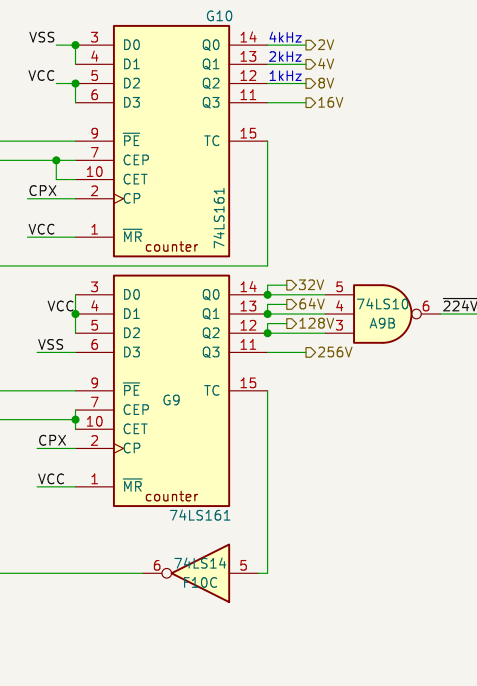 G10
VSS 3 D0 Q0 14 4kHz 2V
4 D1 Q1 13 2kHz 4V
VCC 5 D2 Q2 12 1kHz 8V
6 D3 Q3 11 16V
9 PE TC 15
7 CEP
10 CET
CPX 2 CP
74LS161
VCC 1 MR
counter
3 D0 Q0 14 32V 5
VCC 4 D1 Q1 13 64V 4 74LS10 6 224V
5 D2 Q2 12 128V 3 A9B
VSS 6 D3 Q3 11 256V
9 PE TC 15
7 CEP G9
10 CET
CPX 2 CP
VCC 1 MR
counter
74LS161
6 74LS14 5
F10C